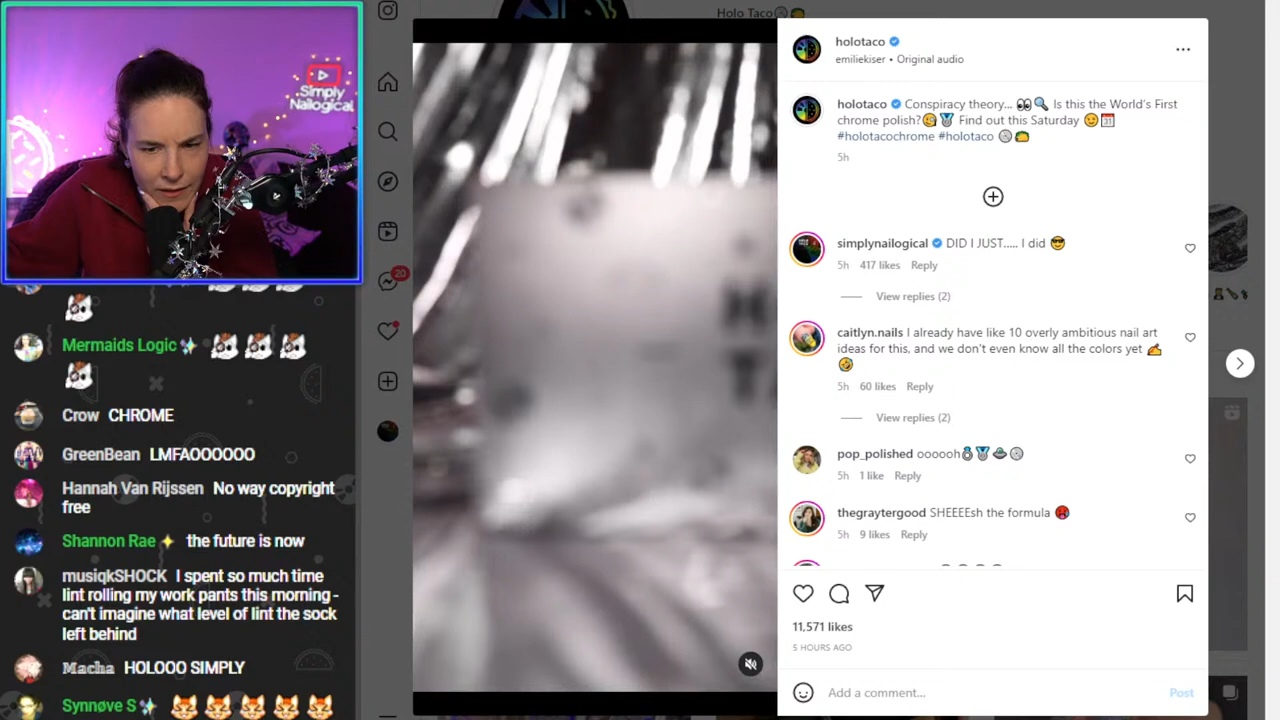 Simply
Nailogical
Mermaids Logic
Crow CHROME
GreenBean LMFAOOOOOO
Hannah Van Rijssen No way copyright
free
Shannon Rae the future is now
musiqkSHOCK I spent so much time
lint rolling my work pants this morning -
can't imagine what level of lint the sock
left behind
Macha HOLOOO SIMPLY
Synnøve S
20
Holo Taco
holotaco
emiliekiser • Original audio
holotaco Conspiracy theory... Is this the World's First
chrome polish? Find out this Saturday
#holotacochrome #holotaco
5h
simplynailogical DID I JUST..... I did
5h 417 likes Reply
View replies (2)
caitlyn.nails I already have like 10 overly ambitious nail art
ideas for this, and we don't even know all the colors yet
5h 60 likes Reply
View replies (2)
pop_polished oooooh
5h 1 like Reply
thegraytergood SHEEEEsh the formula
5h 9 likes Reply
11,571 likes
5 HOURS AGO
Add a comment...
Post